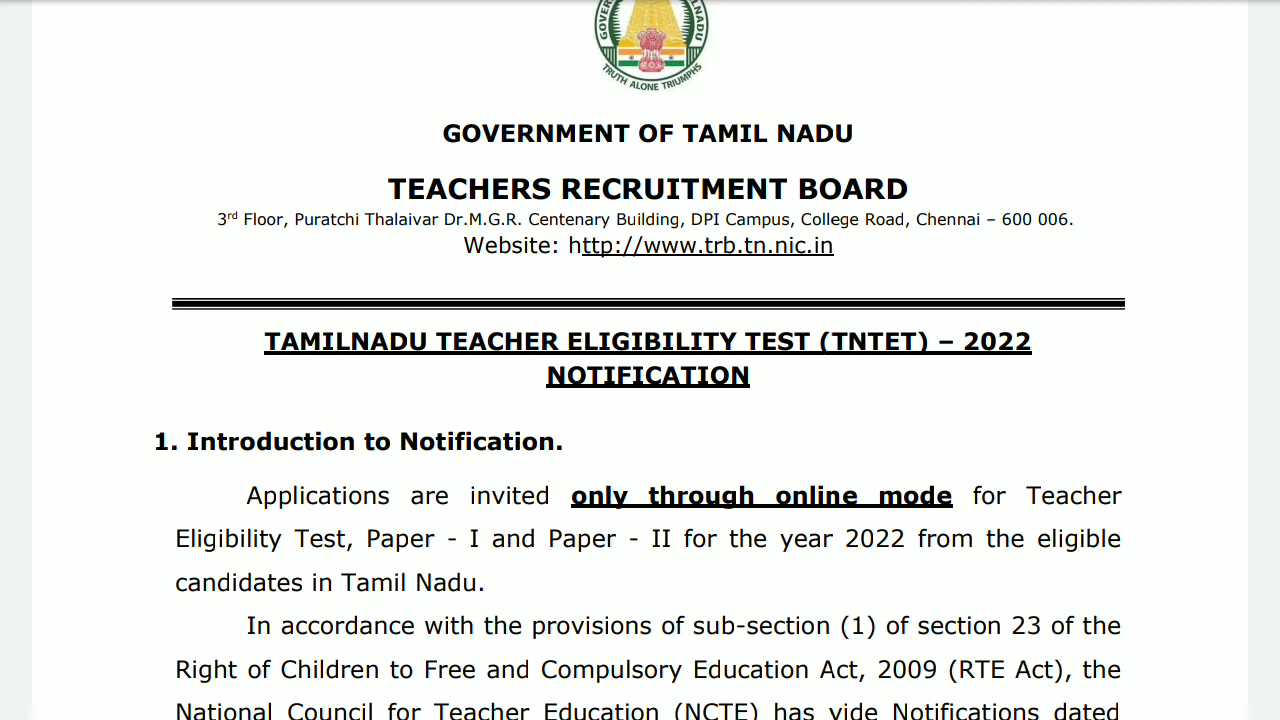 GOVER
LNADU
TRUTH ALONE TRIUMPHS
GOVERNMENT OF TAMIL NADU
TEACHERS RECRUITMENT BOARD
3rd Floor, Puratchi Thalaivar Dr.M.G.R. Centenary Building, DPI Campus, College Road, Chennai – 600 006.
Website: http://www.trb.tn.nic.in
TAMILNADU TEACHER ELIGIBILITY TEST (TNTET) – 2022
NOTIFICATION
1. Introduction to Notification.
Applications are invited only through online mode for Teacher
Eligibility Test, Paper - I and Paper - II for the year 2022 from the eligible
candidates in Tamil Nadu.
In accordance with the provisions of sub-section (1) of section 23 of the
Right of Children to Free and Compulsory Education Act, 2009 (RTE Act), the
National Council for Teacher Education (NCTE) has vide Notifications dated